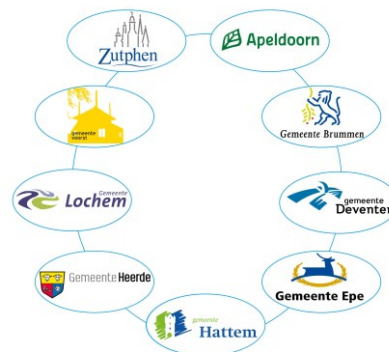 Zutphen
Apeldoorn
gemeente
voorst
Gemeente Brummen
Gemeente
Lochem
gemeente
Deventer
Gemeente Heerde
Gemeente Epe
gemeente
Hattem